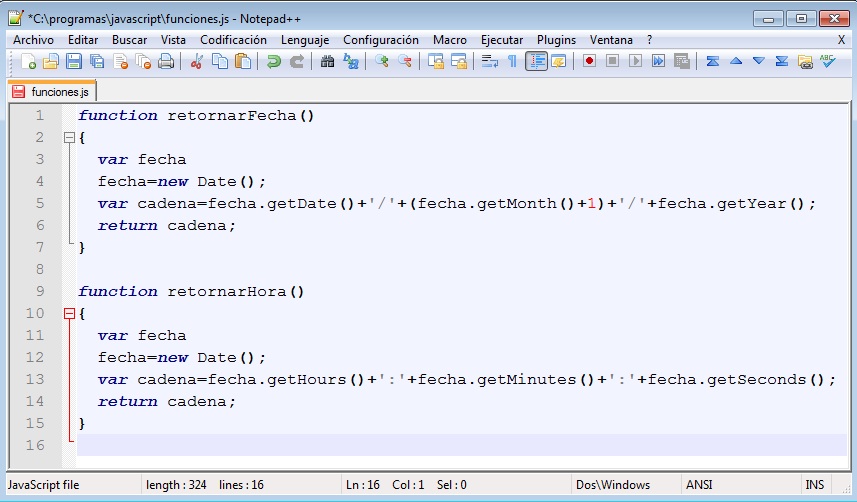 *C:\programas\javascript\funciones.js - Notepad++
Archivo Editar Buscar Vista Codificación Lenguaje Configuración Macro Ejecutar Plugins Ventana ? X
funciones.js
1 function retornarFecha()
2 {
3 var fecha
4 fecha=new Date();
5 var cadena=fecha.getDate()+'/'+(fecha.getMonth()+1)+'/'+fecha.getYear();
6 return cadena;
7 }
8
9 function retornarHora()
10 {
11 var fecha
12 fecha=new Date();
13 var cadena=fecha.getHours()+':'+fecha.getMinutes()+':'+fecha.getSeconds();
14 return cadena;
15 }
16
JavaScript file length : 324 lines : 16 Ln : 16 Col : 1 Sel : 0 Dos\Windows ANSI INS